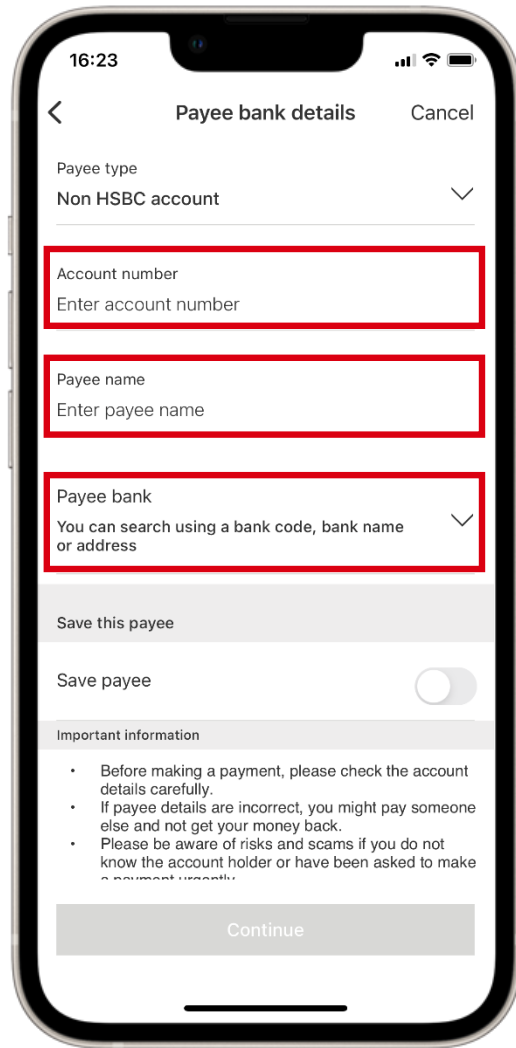 16:23
Payee bank details
Cancel
Payee type
Non HSBC account
Account number
Enter account number
Payee name
Enter payee name
Payee bank
You can search using a bank code, bank name
or address
Save this payee
Save payee
Important information
• Before making a payment, please check the account
details carefully.
• If payee details are incorrect, you might pay someone
else and not get your money back.
• Please be aware of risks and scams if you do not
know the account holder or have been asked to make
a payment urgently
Continue